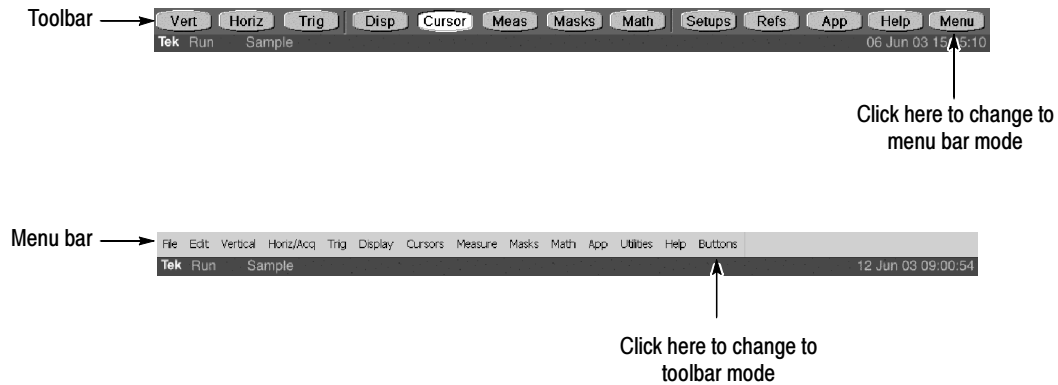 Toolbar
Vert Horiz Trig Disp Cursor Meas Masks Math Setups Refs App Help Menu
Tek Run Sample 06 Jun 03 15: 5:10
Click here to change to
menu bar mode
Menu bar
File Edit Vertical Horiz/Acq Trig Display Cursors Measure Masks Math App Utilities Help Buttons
Tek Run Sample 12 Jun 03 09:00:54
Click here to change to
toolbar mode